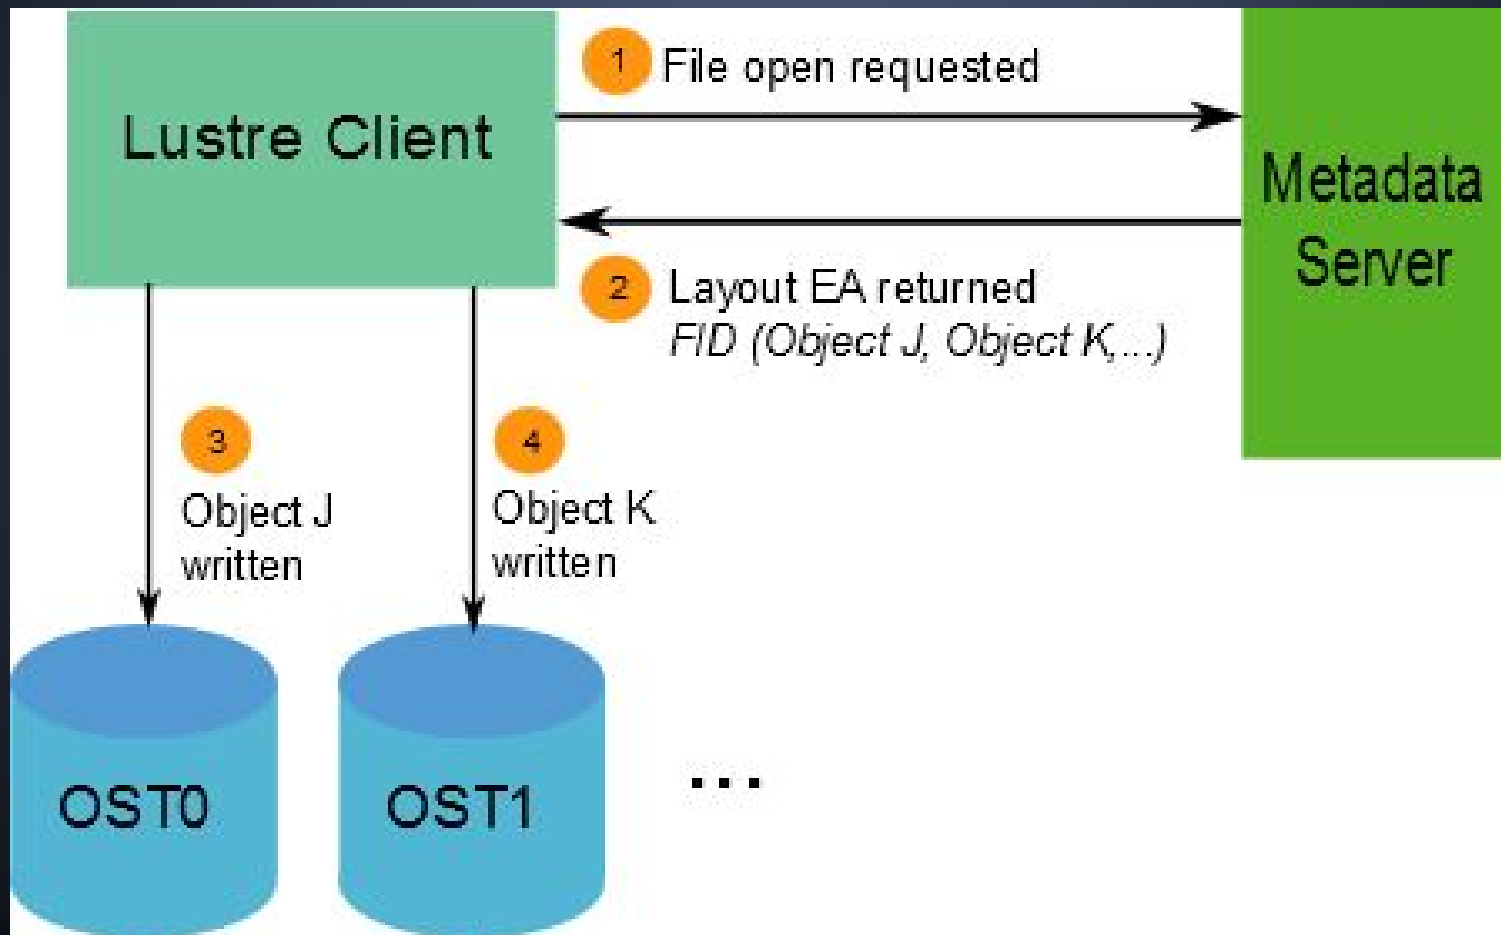 1 File open requested
Lustre Client
Metadata
Server
2 Layout EA returned
FID (Object J, Object K,...)
3
Object J
written
4
Object K
written
OST0
OST1
...